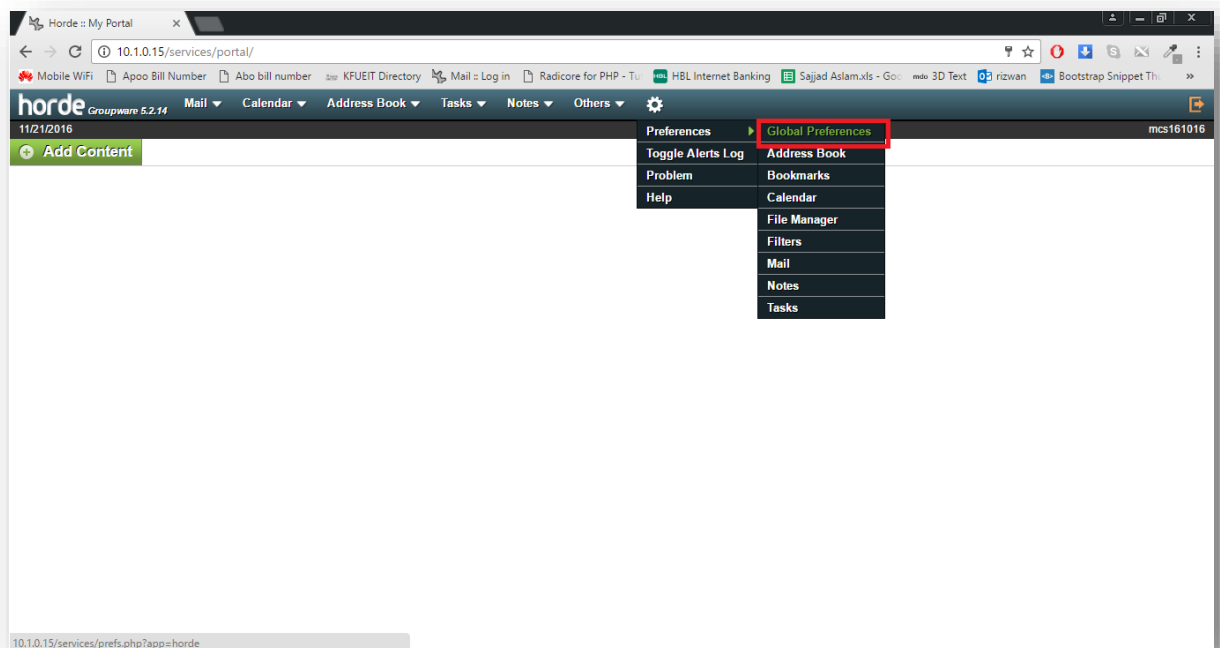 Horde :: My Portal
10.1.0.15/services/portal/
Mobile WiFi Apoo Bill Number Abo bill number KFUEIT Directory Mail :: Log in Radicore for PHP - Tu HBL Internet Banking Sajjad Aslam.xls - Goo mdo 3D Text rizwan Bootstrap Snippet Th
horde Groupware 5.2.14 Mail Calendar Address Book Tasks Notes Others
11/21/2016 mcs161016
Add Content
Preferences
Toggle Alerts Log
Problem
Help
Global Preferences
Address Book
Bookmarks
Calendar
File Manager
Filters
Mail
Notes
Tasks
10.1.0.15/services/prefs.php?app=horde